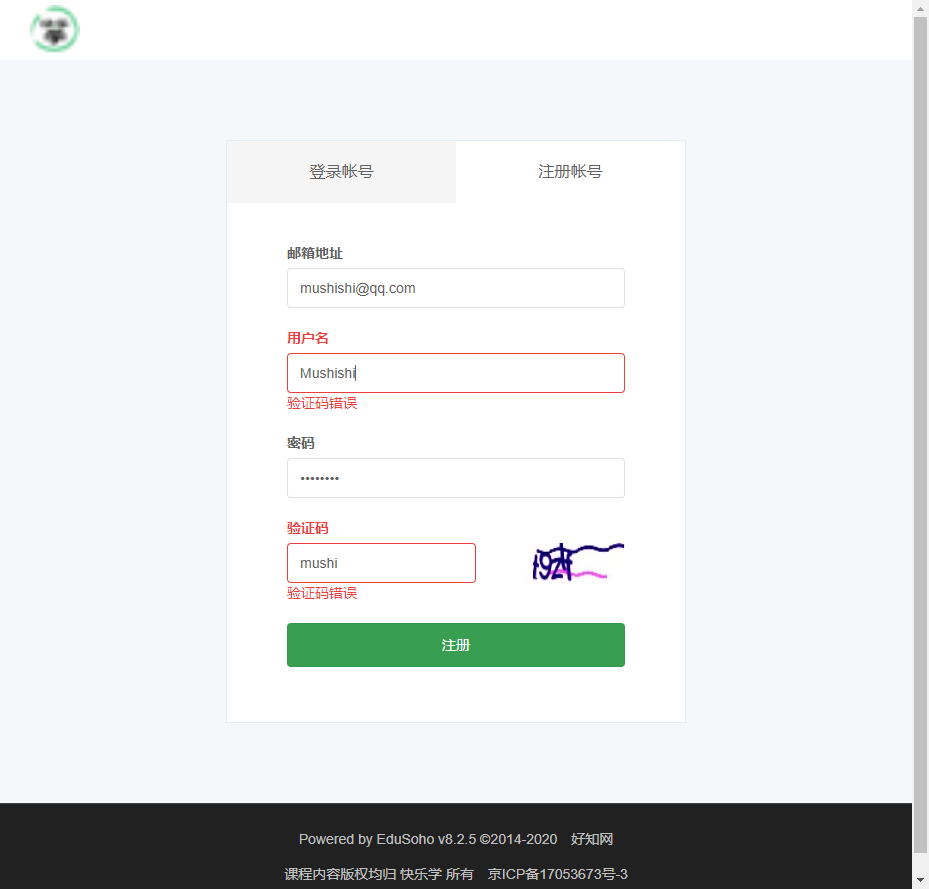 登录帐号
注册帐号
邮箱地址
mushishi@qq.com
用户名
Mushishi
验证码错误
密码
••••••••
验证码
mushi
验证码错误
注册
Powered by EduSoho v8.2.5 ©2014-2020 好知网
课程内容版权均归 快乐学 所有 京ICP备17053673号-3